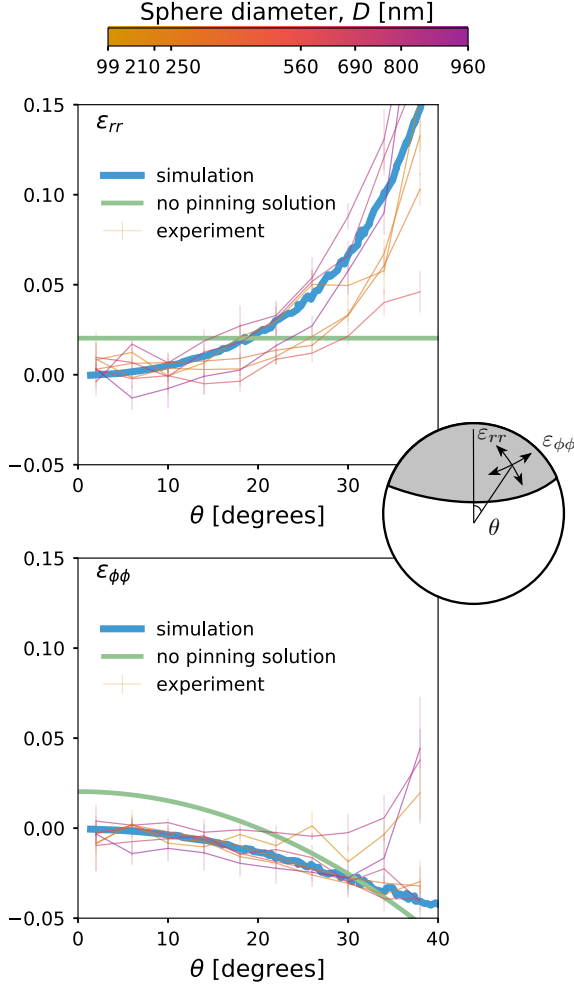 Sphere diameter, D [nm]
99 210 250 560 690 800 960
ε_rr
simulation
no pinning solution
experiment
0.15
0.10
0.05
0.00
−0.05
0 10 20 30
θ [degrees]
ε_rr
ε_ϕϕ
θ
ε_ϕϕ
simulation
no pinning solution
experiment
0.15
0.10
0.05
0.00
−0.05
0 10 20 30 40
θ [degrees]